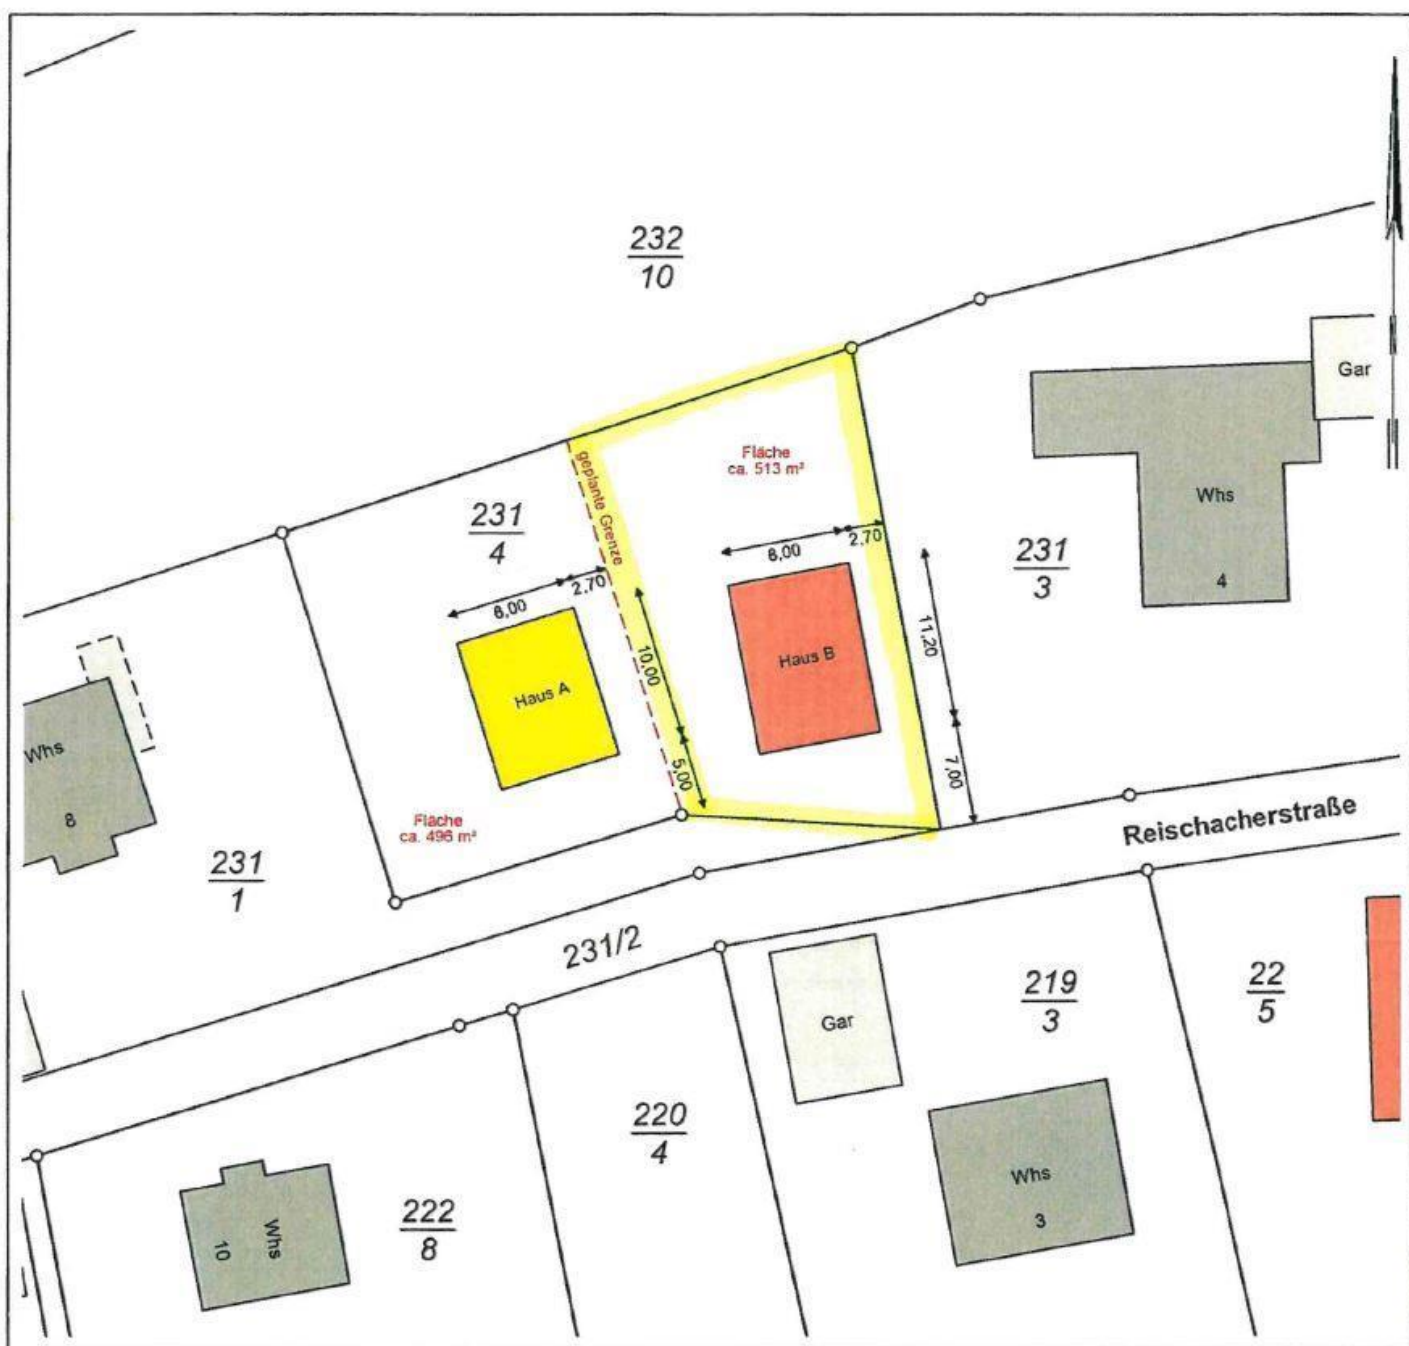 232
10
Gar
Fläche
ca. 513 m²
geplante Grenze
231
4
Whs
4
8,00
2,70
231
3
8,00
2,70
11,20
10,00
Haus B
Haus A
Whs
8
5,00
7,00
Fläche
ca. 496 m²
Reischacherstraße
231
1
231/2
219
3
22
5
Gar
220
4
Whs
3
222
8
Whs
10